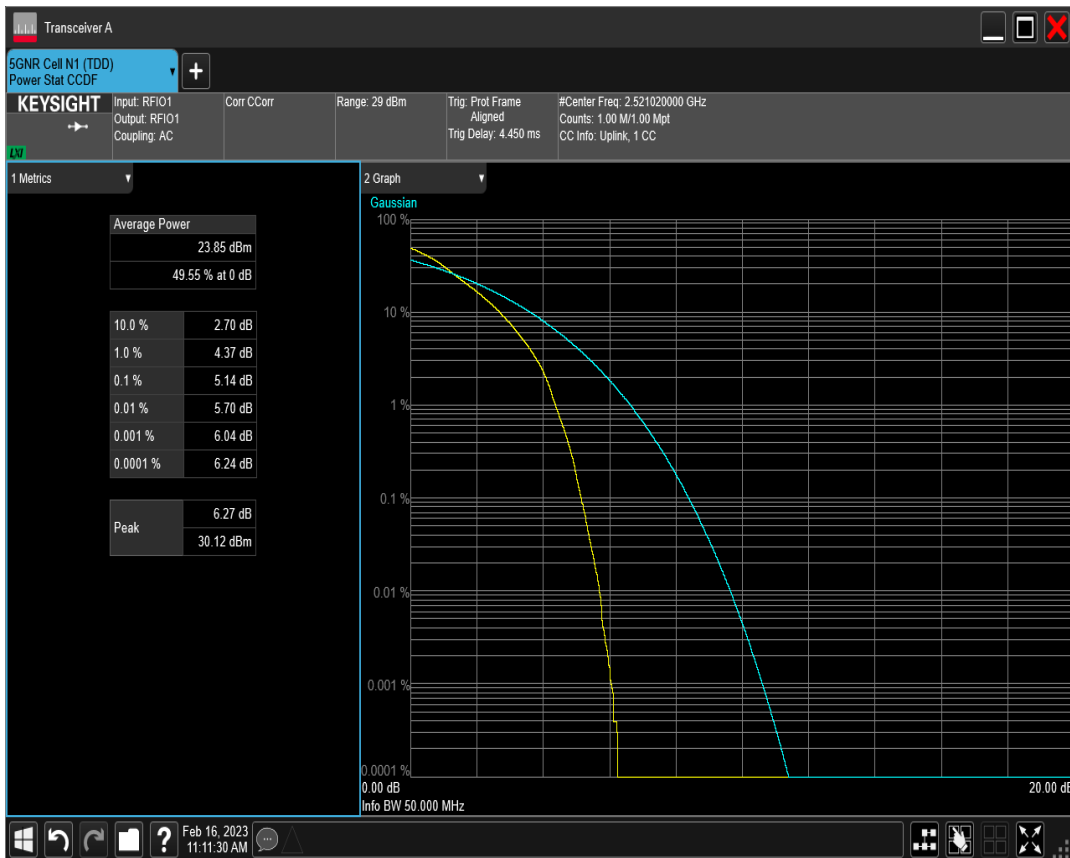 Transceiver A
5GNR Cell N1 (TDD)
Power Stat CCDF
+
KEYSIGHT
LXI
Input: RFIO1
Output: RFIO1
Coupling: AC
Corr CCorr
Range: 29 dBm
Trig: Prot Frame
Aligned
Trig Delay: 4.450 ms
#Center Freq: 2.521020000 GHz
Counts: 1.00 M/1.00 Mpt
CC Info: Uplink, 1 CC
1 Metrics
Average Power
23.85 dBm
49.55 % at 0 dB
10.0 % 2.70 dB
1.0 % 4.37 dB
0.1 % 5.14 dB
0.01 % 5.70 dB
0.001 % 6.04 dB
0.0001 % 6.24 dB
Peak 6.27 dB
30.12 dBm
2 Graph
Gaussian
100 %
10 %
1 %
0.1 %
0.01 %
0.001 %
0.0001 %
0.00 dB 20.00 dB
Info BW 50.000 MHz
? Feb 16, 2023
11:11:30 AM